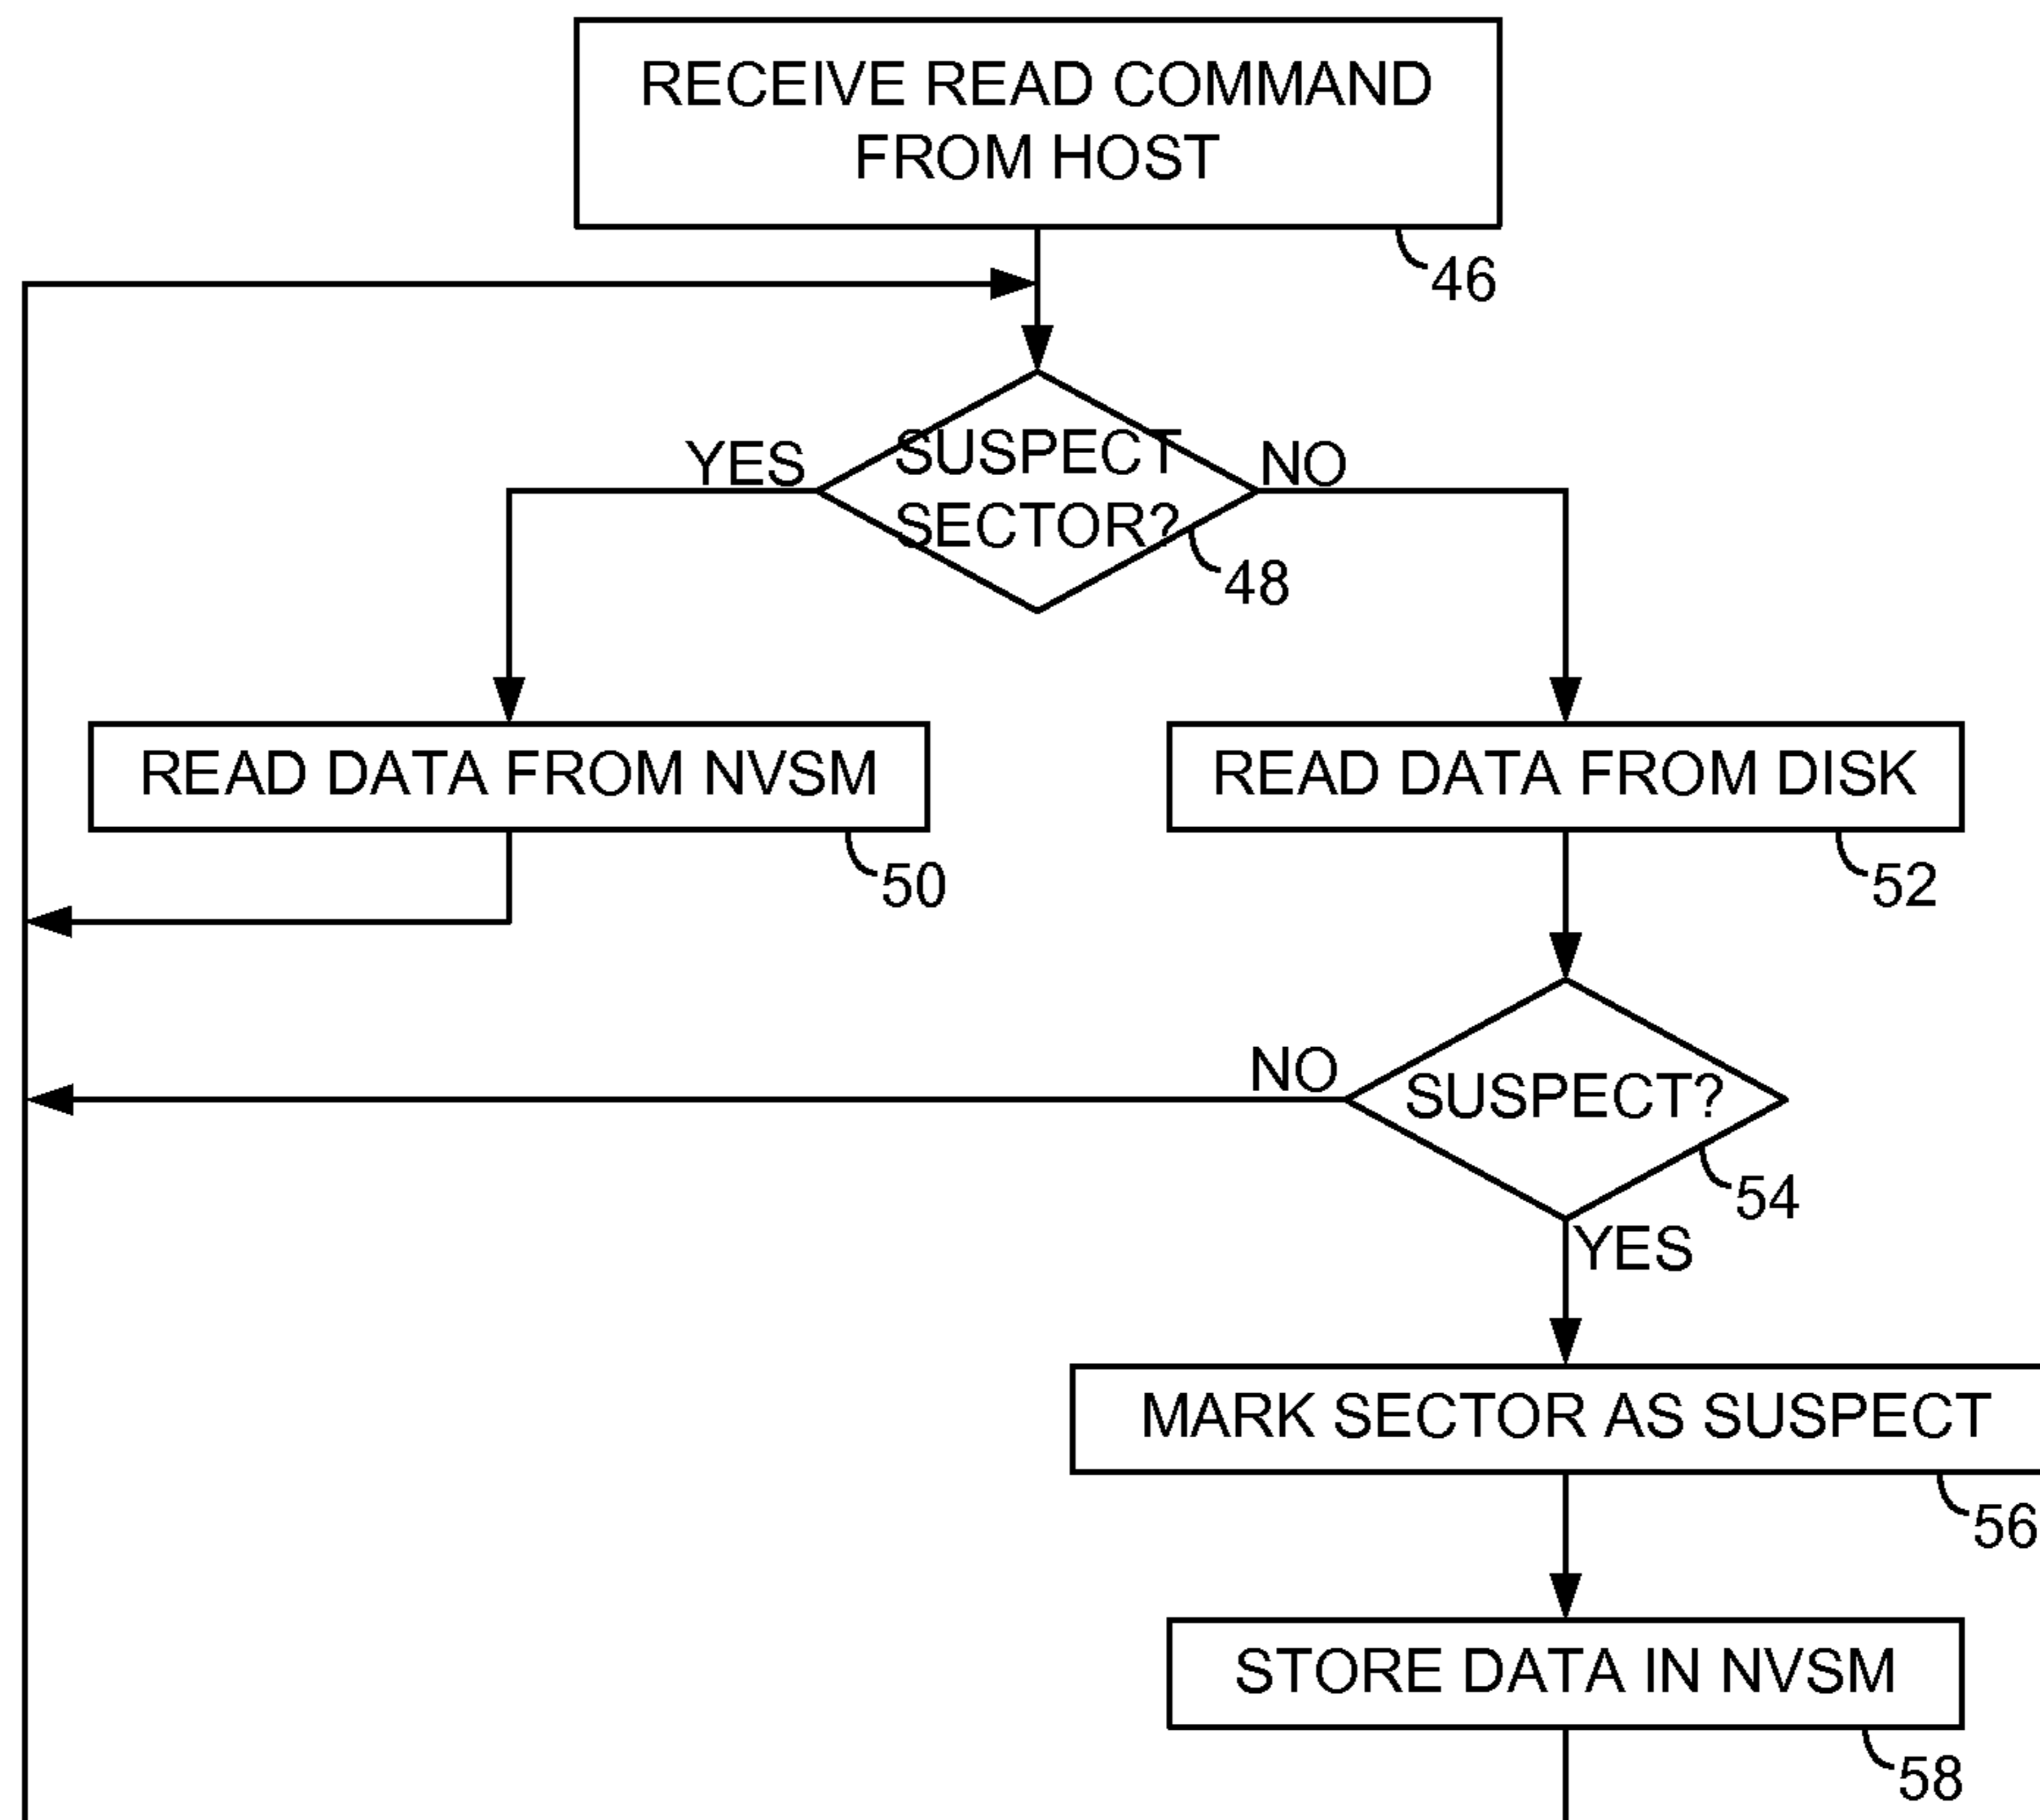 RECEIVE READ COMMAND
FROM HOST
46
YES
SUSPECT
SECTOR?
NO
48
READ DATA FROM NVSM
50
READ DATA FROM DISK
52
NO
SUSPECT?
54
YES
MARK SECTOR AS SUSPECT
56
STORE DATA IN NVSM
58